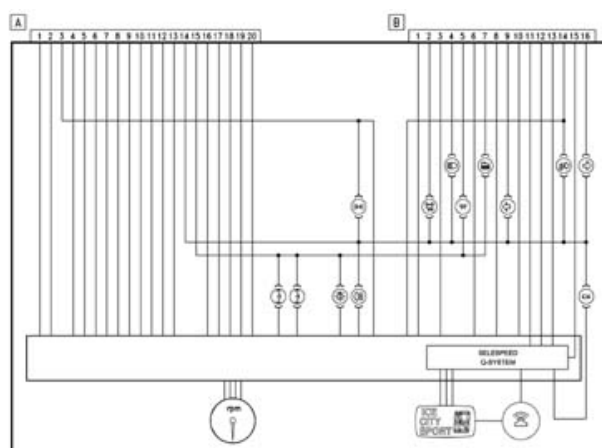 A
B
1 2 3 4 5 6 7 8 9 10 11 12 13 14 15 16 17 18 19 20
1 2 3 4 5 6 7 8 9 10 11 12 13 14 15 16
SELESPEED
Q-SYSTEM
rpm
ICE
CITY
SPORT